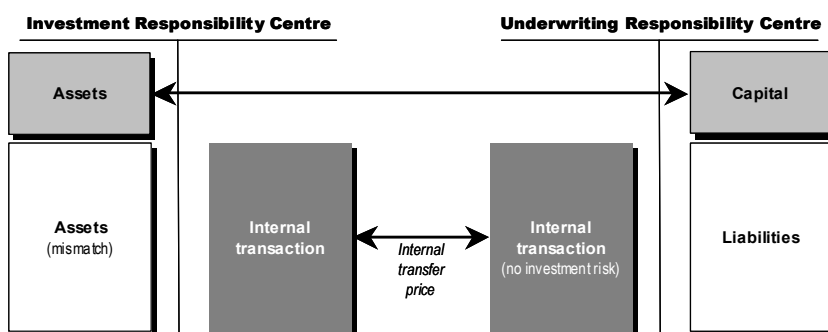 Investment Responsibility Centre
Underwriting Responsibility Centre
Assets
Capital
Assets
(mismatch)
Internal
transaction
Internal
transfer
price
Internal
transaction
(no investment risk)
Liabilities